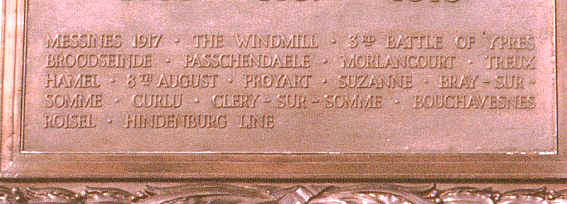 MESSINES 1917 · THE WINDMILL · 3RD BATTLE OF YPRES
BROODSEINDE · PASSCHENDAELE · MORLANCOURT · TREUX
HAMEL · 8TH AUGUST · PROYART · SUZANNE · BRAY-SUR-
SOMME · CURLU · CLERY-SUR-SOMME · BOUCHAVESNES
ROISEL · HINDENBURG LINE